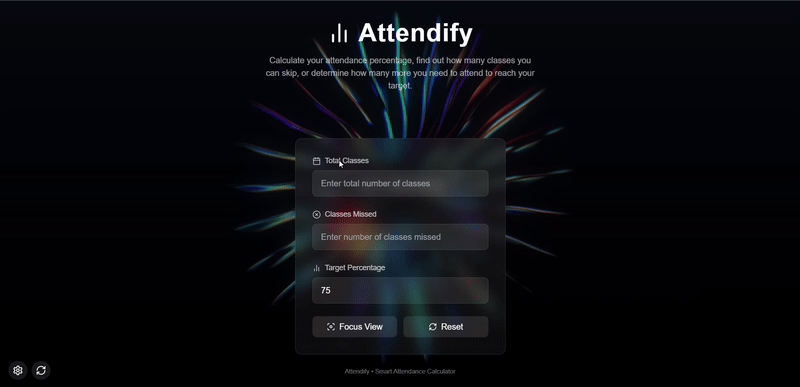 Attendify
Calculate your attendance percentage, find out how many classes you
can skip, or determine how many more you need to attend to reach your
target.
Total Classes
Enter total number of classes
Classes Missed
Enter number of classes missed
Target Percentage
75
Focus View
Reset
Attendify • Smart Attendance Calculator